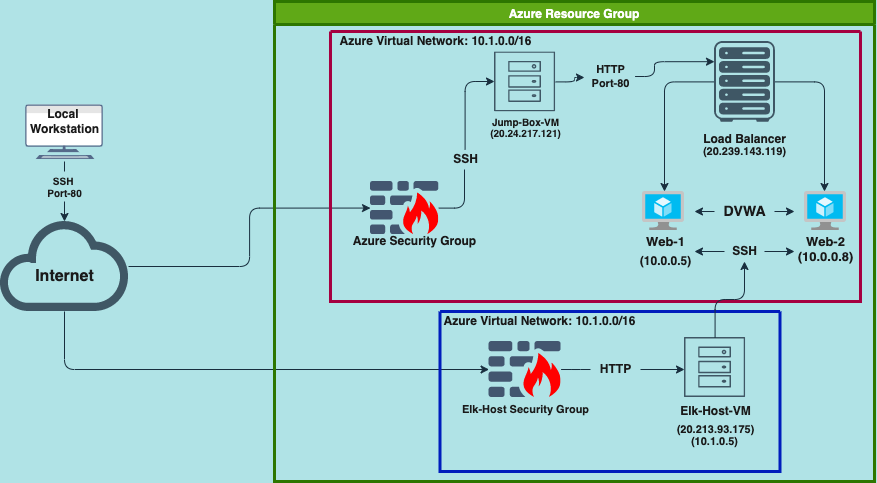 Azure Resource Group
Azure Virtual Network: 10.1.0.0/16
Local
Workstation
SSH
Port-80
Internet
Azure Security Group
SSH
Jump-Box-VM
(20.24.217.121)
HTTP
Port-80
Load Balancer
(20.239.143.119)
DVWA
Web-1
(10.0.0.5)
SSH
Web-2
(10.0.0.8)
Azure Virtual Network: 10.1.0.0/16
Elk-Host Security Group
HTTP
Elk-Host-VM
(20.213.93.175)
(10.1.0.5)